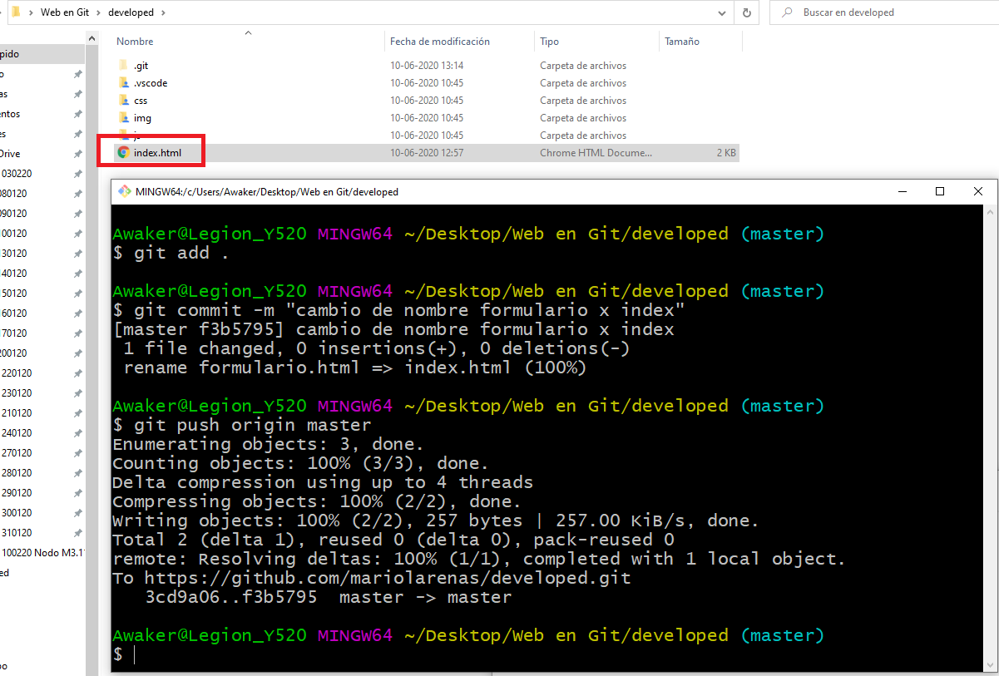 Web en Git > developed >
Buscar en developed
Nombre Fecha de modificación Tipo Tamaño
.git 10-06-2020 13:14 Carpeta de archivos
.vscode 10-06-2020 10:45 Carpeta de archivos
css 10-06-2020 10:45 Carpeta de archivos
img 10-06-2020 10:45 Carpeta de archivos
10-06-2020 10:45 Carpeta de archivos
index.html 10-06-2020 12:57 Chrome HTML Docume... 2 KB
pido
o
as
entos
es
Drive
030220
080120
090120
100120
130120
140120
150120
160120
170120
200120
220120
230120
210120
240120
270120
280120
290120
300120
310120
100220 Nodo M3.1
ed
oo
MINGW64:/c/Users/Awaker/Desktop/Web en Git/developed
Awaker@Legion_Y520 MINGW64 ~/Desktop/Web en Git/developed (master)
$ git add .
Awaker@Legion_Y520 MINGW64 ~/Desktop/Web en Git/developed (master)
$ git commit -m "cambio de nombre formulario x index"
[master f3b5795] cambio de nombre formulario x index
1 file changed, 0 insertions(+), 0 deletions(-)
rename formulario.html => index.html (100%)
Awaker@Legion_Y520 MINGW64 ~/Desktop/Web en Git/developed (master)
$ git push origin master
Enumerating objects: 3, done.
Counting objects: 100% (3/3), done.
Delta compression using up to 4 threads
Compressing objects: 100% (2/2), done.
Writing objects: 100% (2/2), 257 bytes | 257.00 KiB/s, done.
Total 2 (delta 1), reused 0 (delta 0), pack-reused 0
remote: Resolving deltas: 100% (1/1), completed with 1 local object.
To https://github.com/mariolarenas/developed.git
3cd9a06..f3b5795 master -> master
Awaker@Legion_Y520 MINGW64 ~/Desktop/Web en Git/developed (master)
$